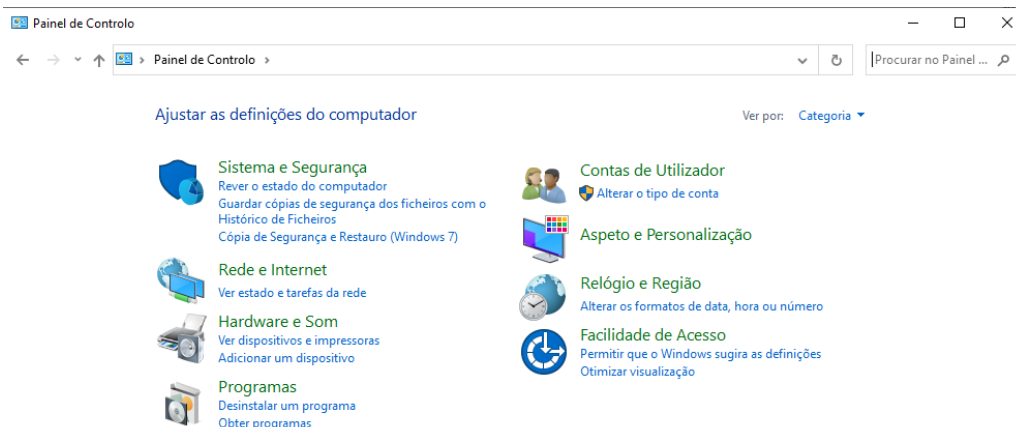 Painel de Controlo
Painel de Controlo
Procurar no Painel ...
Ajustar as definições do computador
Ver por: Categoria
Sistema e Segurança
Rever o estado do computador
Guardar cópias de segurança dos ficheiros com o
Histórico de Ficheiros
Cópia de Segurança e Restauro (Windows 7)
Rede e Internet
Ver estado e tarefas da rede
Hardware e Som
Ver dispositivos e impressoras
Adicionar um dispositivo
Programas
Desinstalar um programa
Obter programas
Contas de Utilizador
Alterar o tipo de conta
Aspeto e Personalização
Relógio e Região
Alterar os formatos de data, hora ou número
Facilidade de Acesso
Permitir que o Windows sugira as definições
Otimizar visualização